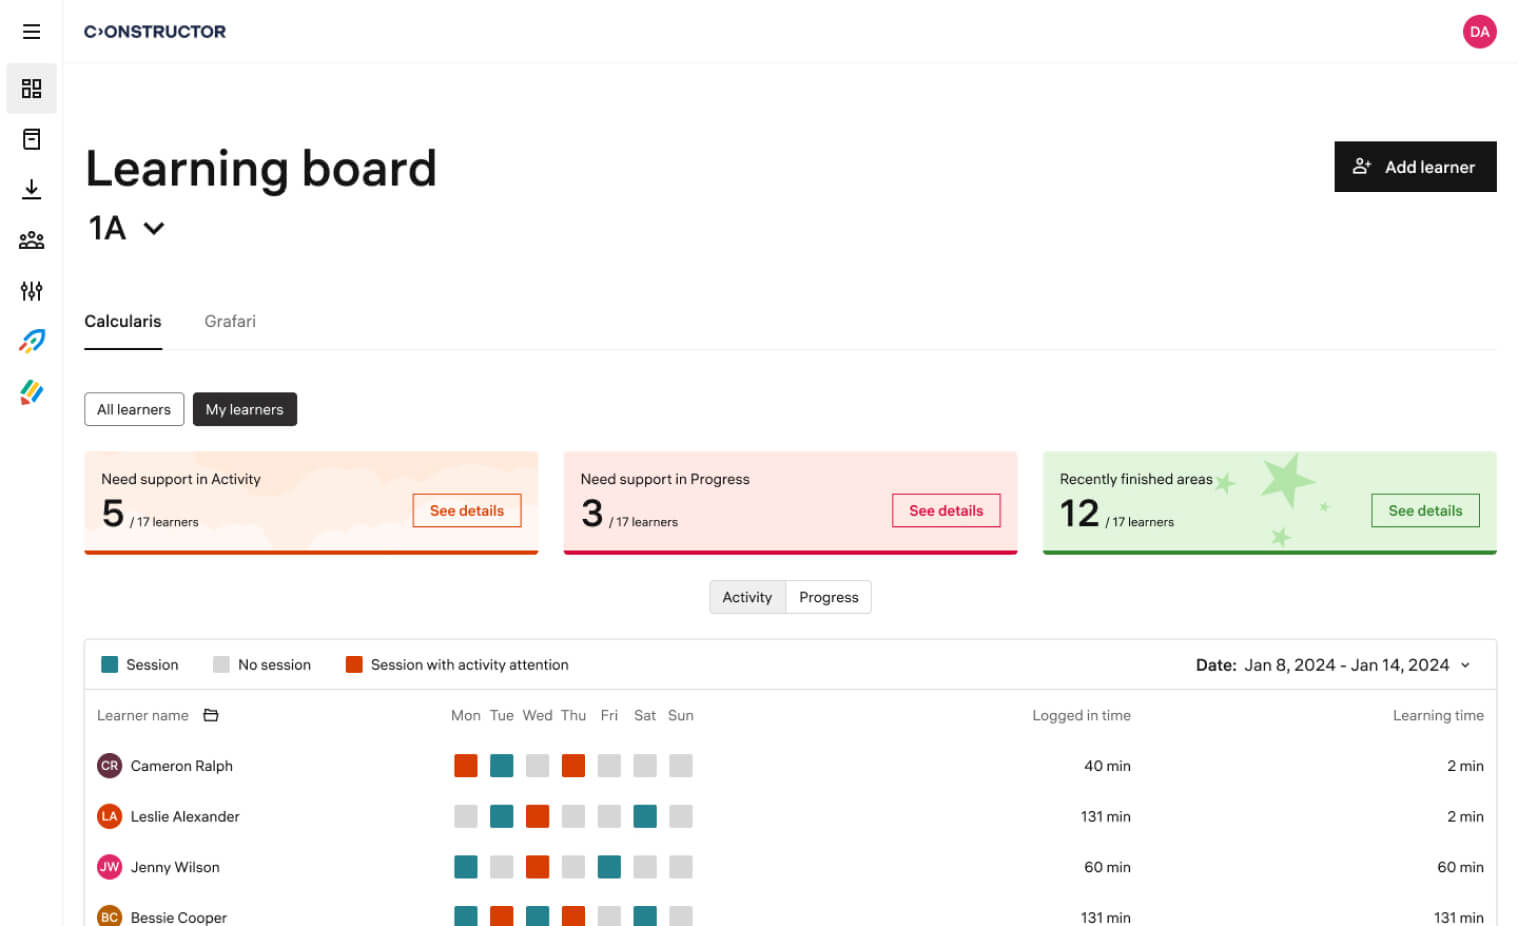 C›ONSTRUCTOR
DA
Learning board
Add learner
1A
Calcularis Grafari
All learners My learners
Need support in Activity
5 / 17 learners
See details
Need support in Progress
3 / 17 learners
See details
Recently finished areas
12 / 17 learners
See details
Activity Progress
Session No session Session with activity attention Date: Jan 8, 2024 - Jan 14, 2024
Learner name Mon Tue Wed Thu Fri Sat Sun Logged in time Learning time
CR Cameron Ralph 40 min 2 min
LA Leslie Alexander 131 min 2 min
JW Jenny Wilson 60 min 60 min
BC Bessie Cooper 131 min 131 min